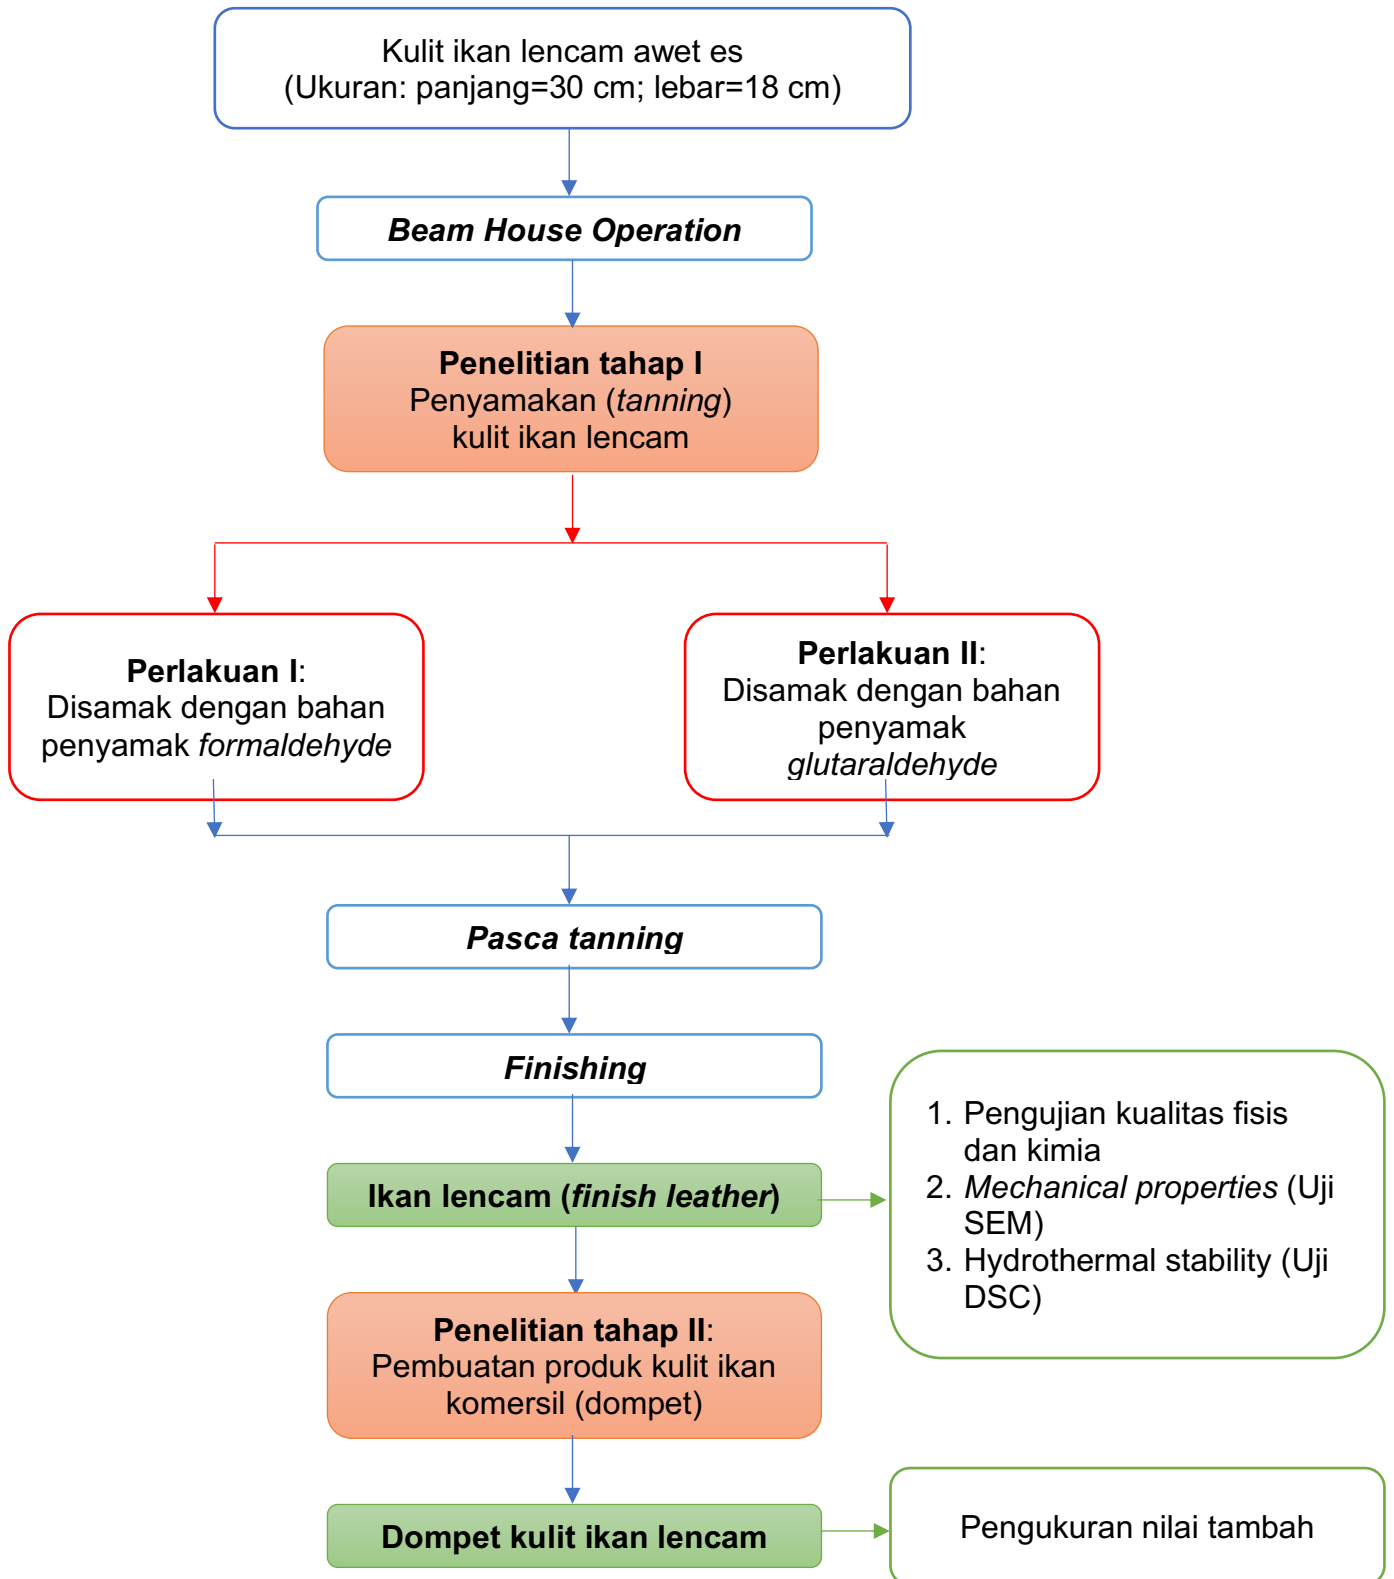 Kulit ikan lencam awet es
(Ukuran: panjang=30 cm; lebar=18 cm)
Beam House Operation
Penelitian tahap I
Penyamakan (tanning)
kulit ikan lencam
Perlakuan I:
Disamak dengan bahan
penyamak formaldehyde
Perlakuan II:
Disamak dengan bahan
penyamak
glutaraldehyde
Pasca tanning
Finishing
Ikan lencam (finish leather)
1. Pengujian kualitas fisis
dan kimia
2. Mechanical properties (Uji
SEM)
3. Hydrothermal stability (Uji
DSC)
Penelitian tahap II:
Pembuatan produk kulit ikan
komersil (dompet)
Dompet kulit ikan lencam
Pengukuran nilai tambah